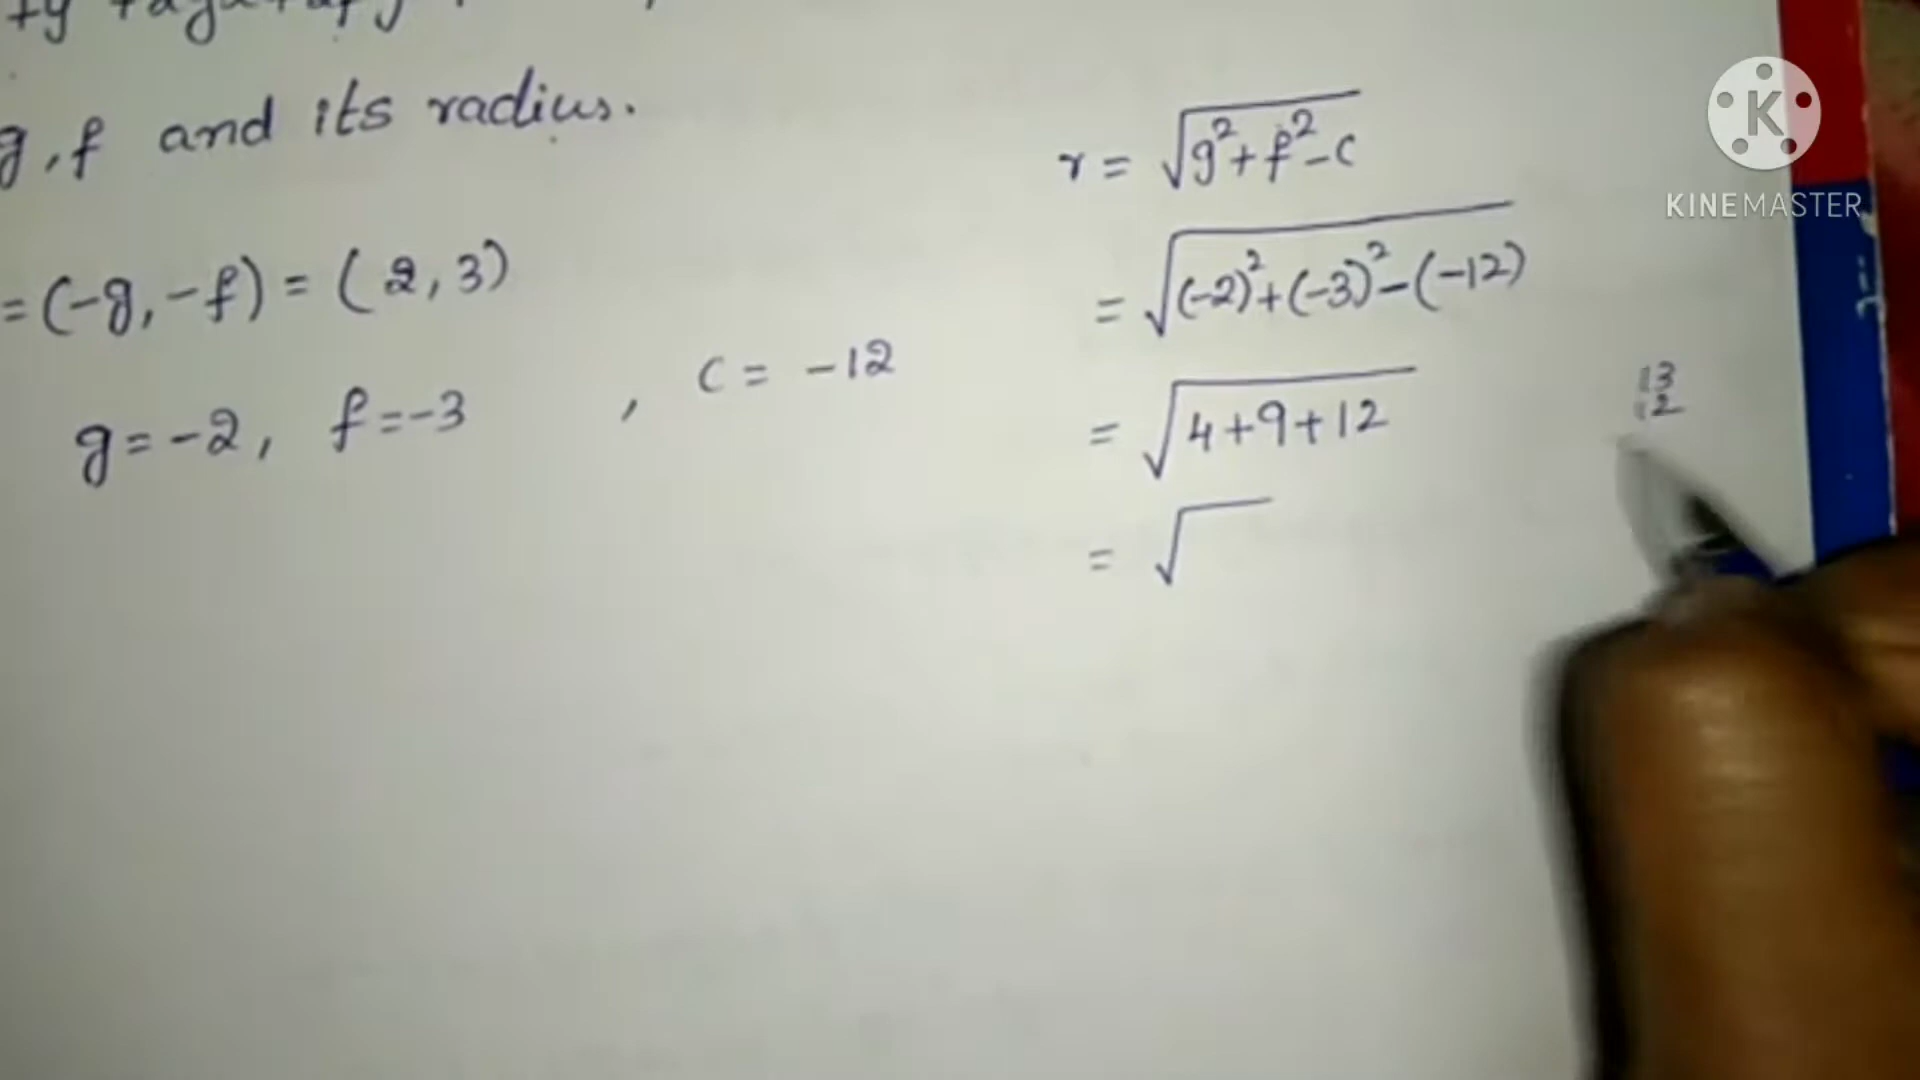 g, f and its radius.
= (-g, -f) = (2, 3)
g = -2, f = -3 , c = -12
r = √g²+f²-c
= √(-2)²+(-3)²-(-12)
= √4+9+12
= √
13
12
K
KINEMASTER